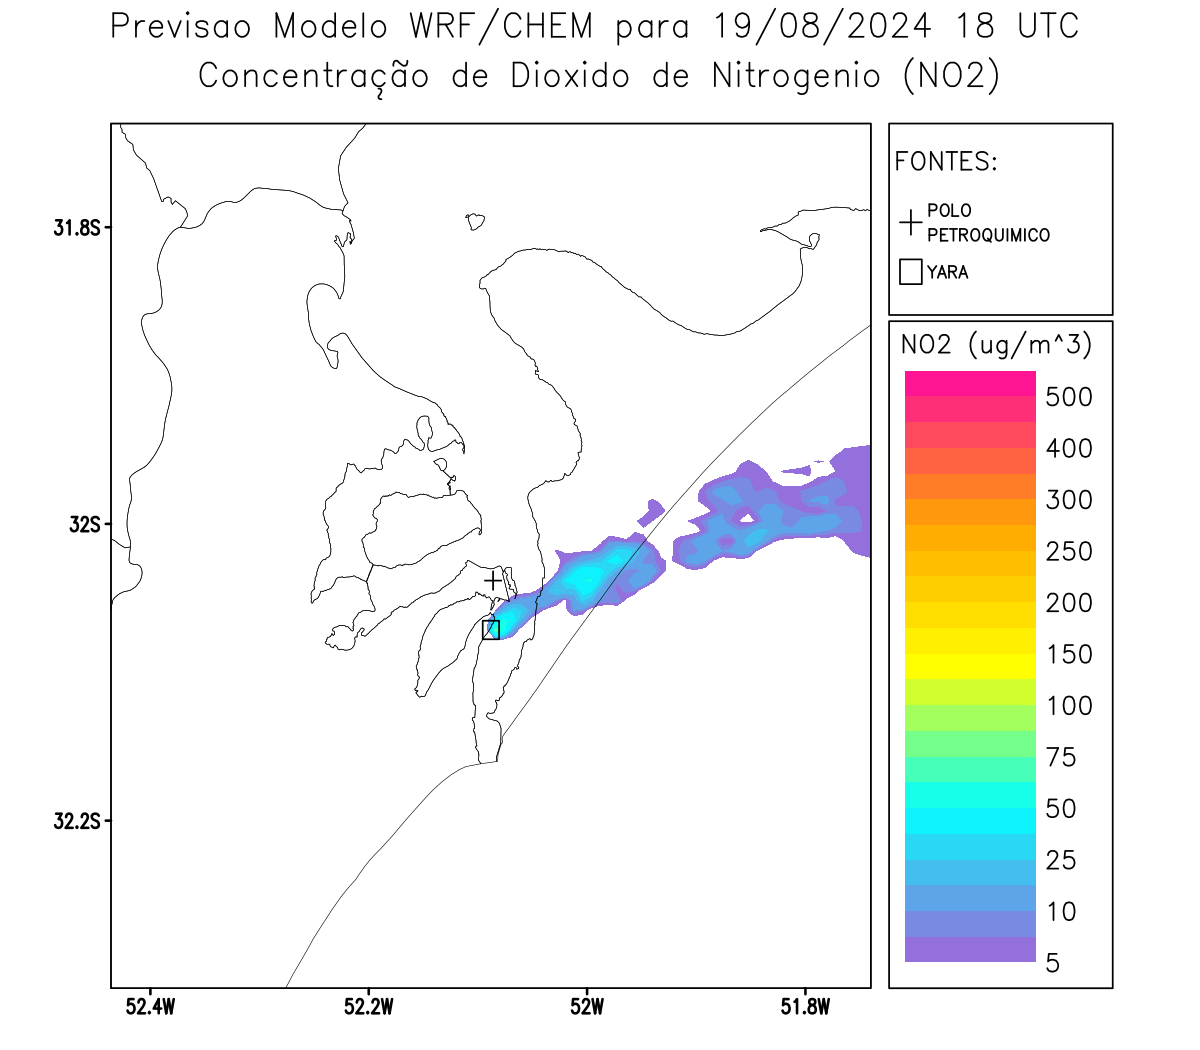 Previsao Modelo WRF/CHEM para 19/08/2024 18 UTC
Concentração de Dioxido de Nitrogenio (NO2)
FONTES:
POLO
PETROQUIMICO
YARA
NO2 (ug/m^3)
500
400
300
250
200
150
100
75
50
25
10
5
31.8S
32S
32.2S
52.4W
52.2W
52W
51.8W